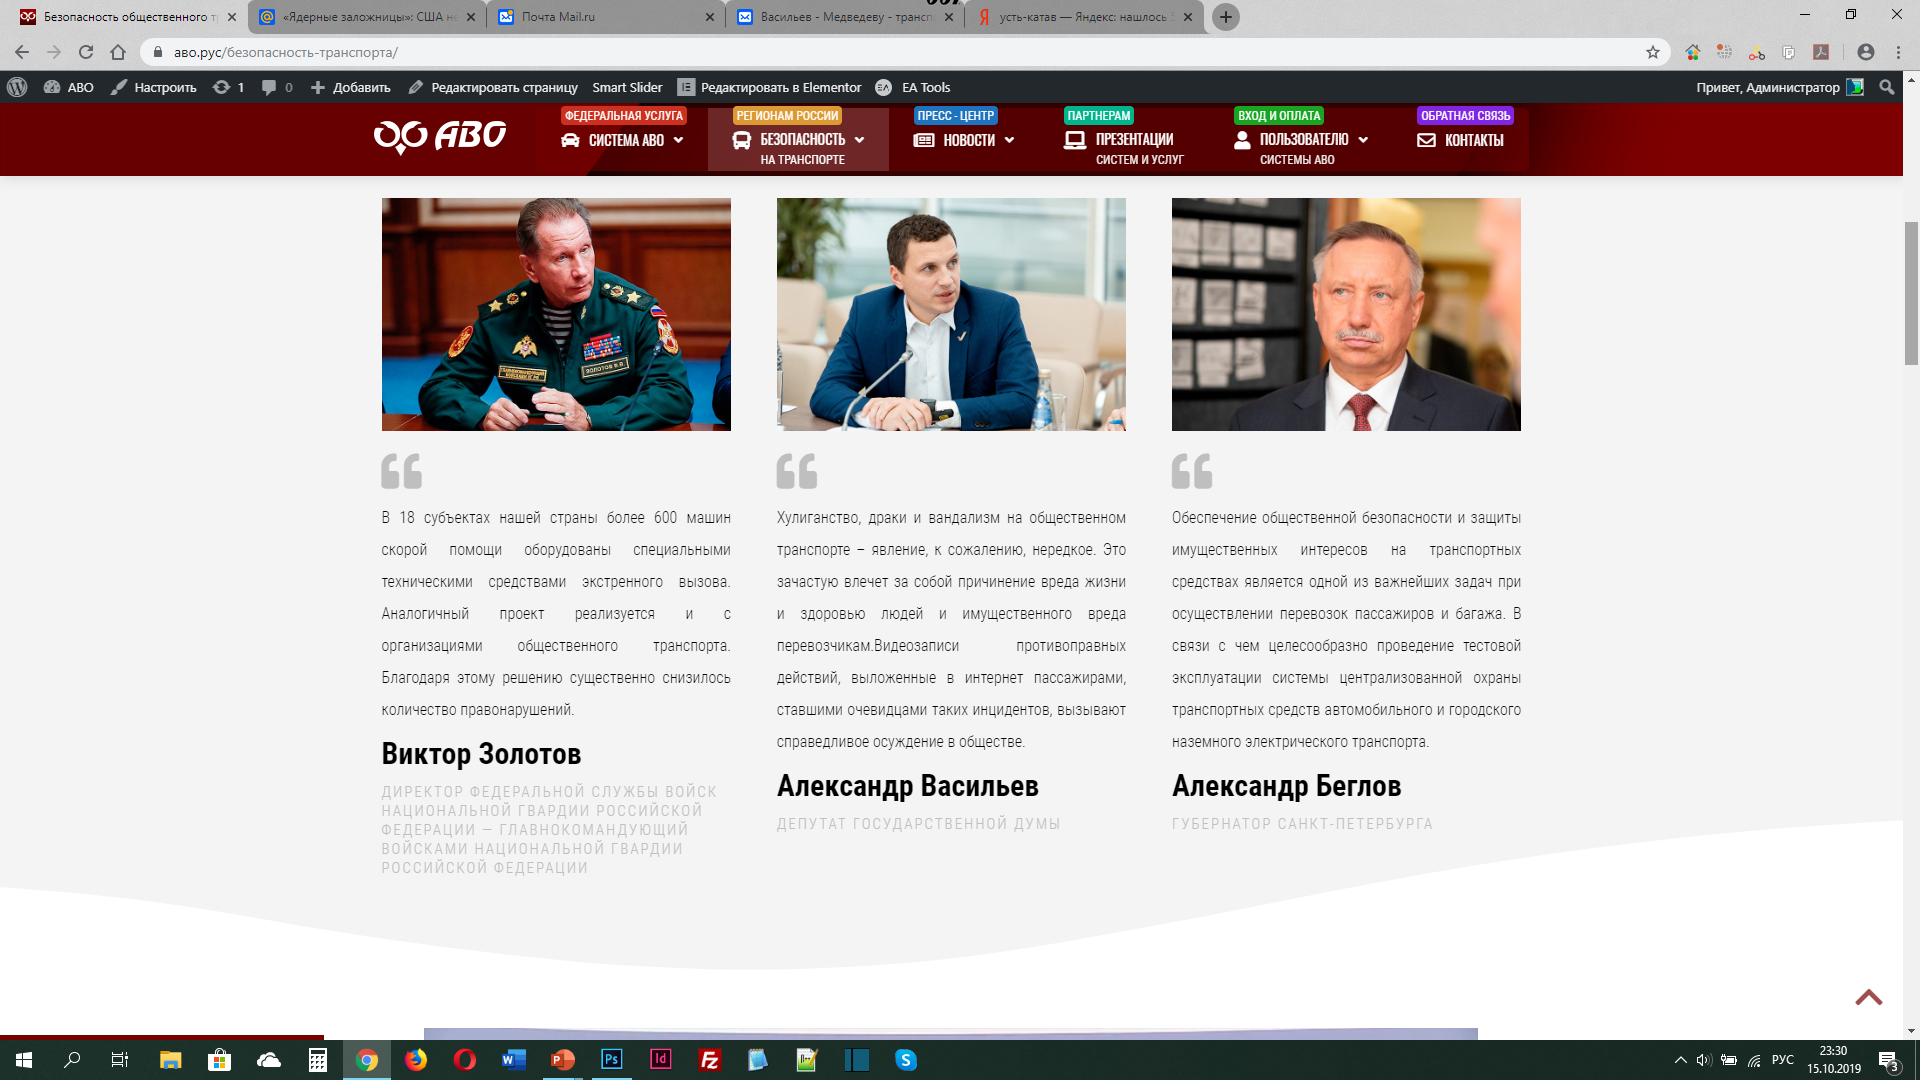 Безопасность общественного т
«Ядерные заложницы»: США не
Почта Mail.ru
Васильев - Медведеву - трансп
усть-катав — Яндекс: нашлось
аво.рус/безопасность-транспорта/
АВО
Настроить
1
0
Добавить
Редактировать страницу
Smart Slider
Редактировать в Elementor
EA Tools
Привет, Администратор
АВО
ФЕДЕРАЛЬНАЯ УСЛУГА
СИСТЕМА АВО
РЕГИОНАМ РОССИИ
БЕЗОПАСНОСТЬ
НА ТРАНСПОРТЕ
ПРЕСС - ЦЕНТР
НОВОСТИ
ПАРТНЕРАМ
ПРЕЗЕНТАЦИИ
СИСТЕМ И УСЛУГ
ВХОД И ОПЛАТА
ПОЛЬЗОВАТЕЛЮ
СИСТЕМЫ АВО
ОБРАТНАЯ СВЯЗЬ
КОНТАКТЫ
В 18 субъектах нашей страны более 600 машин
скорой помощи оборудованы специальными
техническими средствами экстренного вызова.
Аналогичный проект реализуется и с
организациями общественного транспорта.
Благодаря этому решению существенно снизилось
количество правонарушений.
Виктор Золотов
ДИРЕКТОР ФЕДЕРАЛЬНОЙ СЛУЖБЫ ВОЙСК
НАЦИОНАЛЬНОЙ ГВАРДИИ РОССИЙСКОЙ
ФЕДЕРАЦИИ — ГЛАВНОКОМАНДУЮЩИЙ
ВОЙСКАМИ НАЦИОНАЛЬНОЙ ГВАРДИИ
РОССИЙСКОЙ ФЕДЕРАЦИИ
Хулиганство, драки и вандализм на общественном
транспорте – явление, к сожалению, нередкое. Это
зачастую влечет за собой причинение вреда жизни
и здоровью людей и имущественного вреда
перевозчикам.Видеозаписи противоправных
действий, выложенные в интернет пассажирами,
ставшими очевидцами таких инцидентов, вызывают
справедливое осуждение в обществе.
Александр Васильев
ДЕПУТАТ ГОСУДАРСТВЕННОЙ ДУМЫ
Обеспечение общественной безопасности и защиты
имущественных интересов на транспортных
средствах является одной из важнейших задач при
осуществлении перевозок пассажиров и багажа. В
связи с чем целесообразно проведение тестовой
эксплуатации системы централизованной охраны
транспортных средств автомобильного и городского
наземного электрического транспорта.
Александр Беглов
ГУБЕРНАТОР САНКТ-ПЕТЕРБУРГА
РУС
23:30
15.10.2019
3